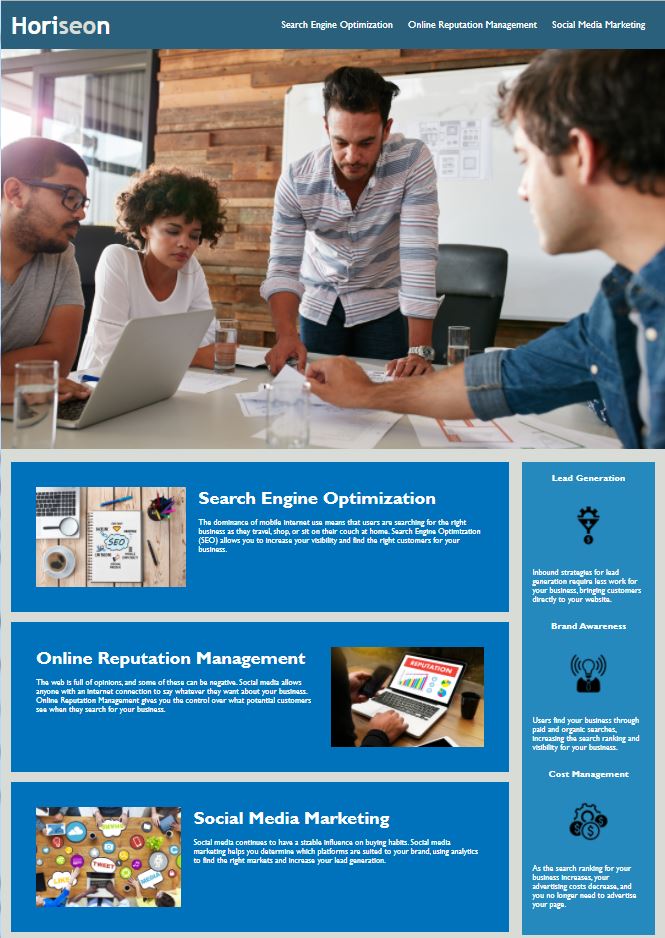 Horiseon
Search Engine Optimization
Online Reputation Management
Social Media Marketing
SEO
Search Engine Optimization
The dominance of mobile internet use means that users are searching for the right
business as they travel, shop, or sit on their couch at home. Search Engine Optimization
(SEO) allows you to increase your visibility and find the right customers for your
business.
Online Reputation Management
The web is full of opinions, and some of these can be negative. Social media allows
anyone with an internet connection to say whatever they want about your business.
Online Reputation Management gives you the control over what potential customers
see when they search for your business.
REPUTATION
SHARE
TWEET
LIKE
MEDIA
Social Media Marketing
Social media continues to have a sizable influence on buying habits. Social media
marketing helps you determine which platforms are suited to your brand, using analytics
to find the right markets and increase your lead generation.
Lead Generation
Inbound strategies for lead
generation require less work for
your business, bringing customers
directly to your website.
Brand Awareness
Users find your business through
paid and organic searches,
increasing the search ranking and
visibility for your business.
Cost Management
As the search ranking for your
business increases, your
advertising costs decrease, and
you no longer need to advertise
your page.